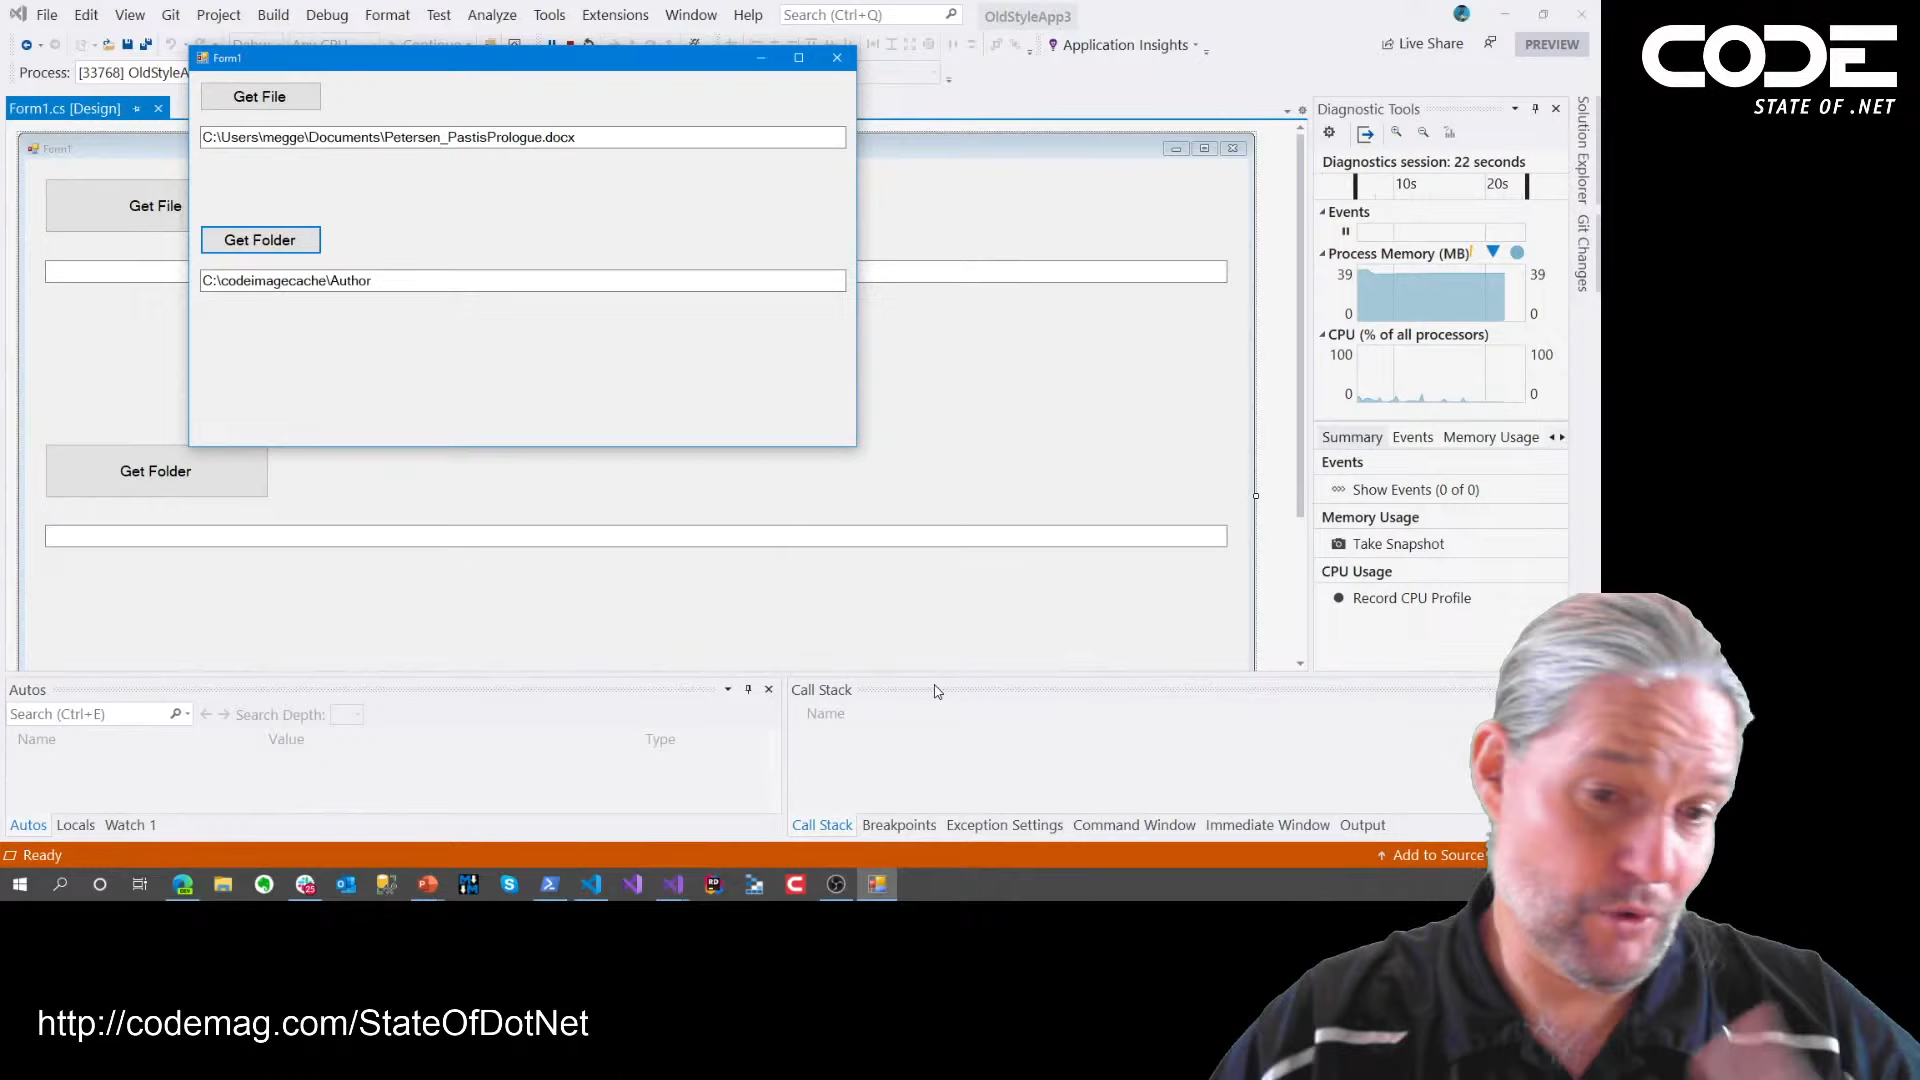 File Edit View Git Project Build Debug Format Test Analyze Tools Extensions Window Help Search (Ctrl+Q) OldStyleApp3
Application Insights Live Share PREVIEW
Process: [33768] OldStyleA
Form1
Get File
C:\Users\megge\Documents\Petersen_PastisPrologue.docx
Get Folder
C:\codeimagecache\Author
Form1.cs [Design]
Form1
Get File
Get Folder
Diagnostic Tools
Diagnostics session: 22 seconds
10s 20s
Events
Process Memory (MB)
39 39
0 0
CPU (% of all processors)
100 100
0 0
Summary Events Memory Usage
Events
Show Events (0 of 0)
Memory Usage
Take Snapshot
CPU Usage
Record CPU Profile
Solution Explorer
Git Changes
Autos
Search (Ctrl+E) Search Depth:
Name Value Type
Autos Locals Watch 1
Call Stack
Name
Call Stack Breakpoints Exception Settings Command Window Immediate Window Output
Ready Add to Source
25
CODE
STATE OF .NET
http://codemag.com/StateOfDotNet